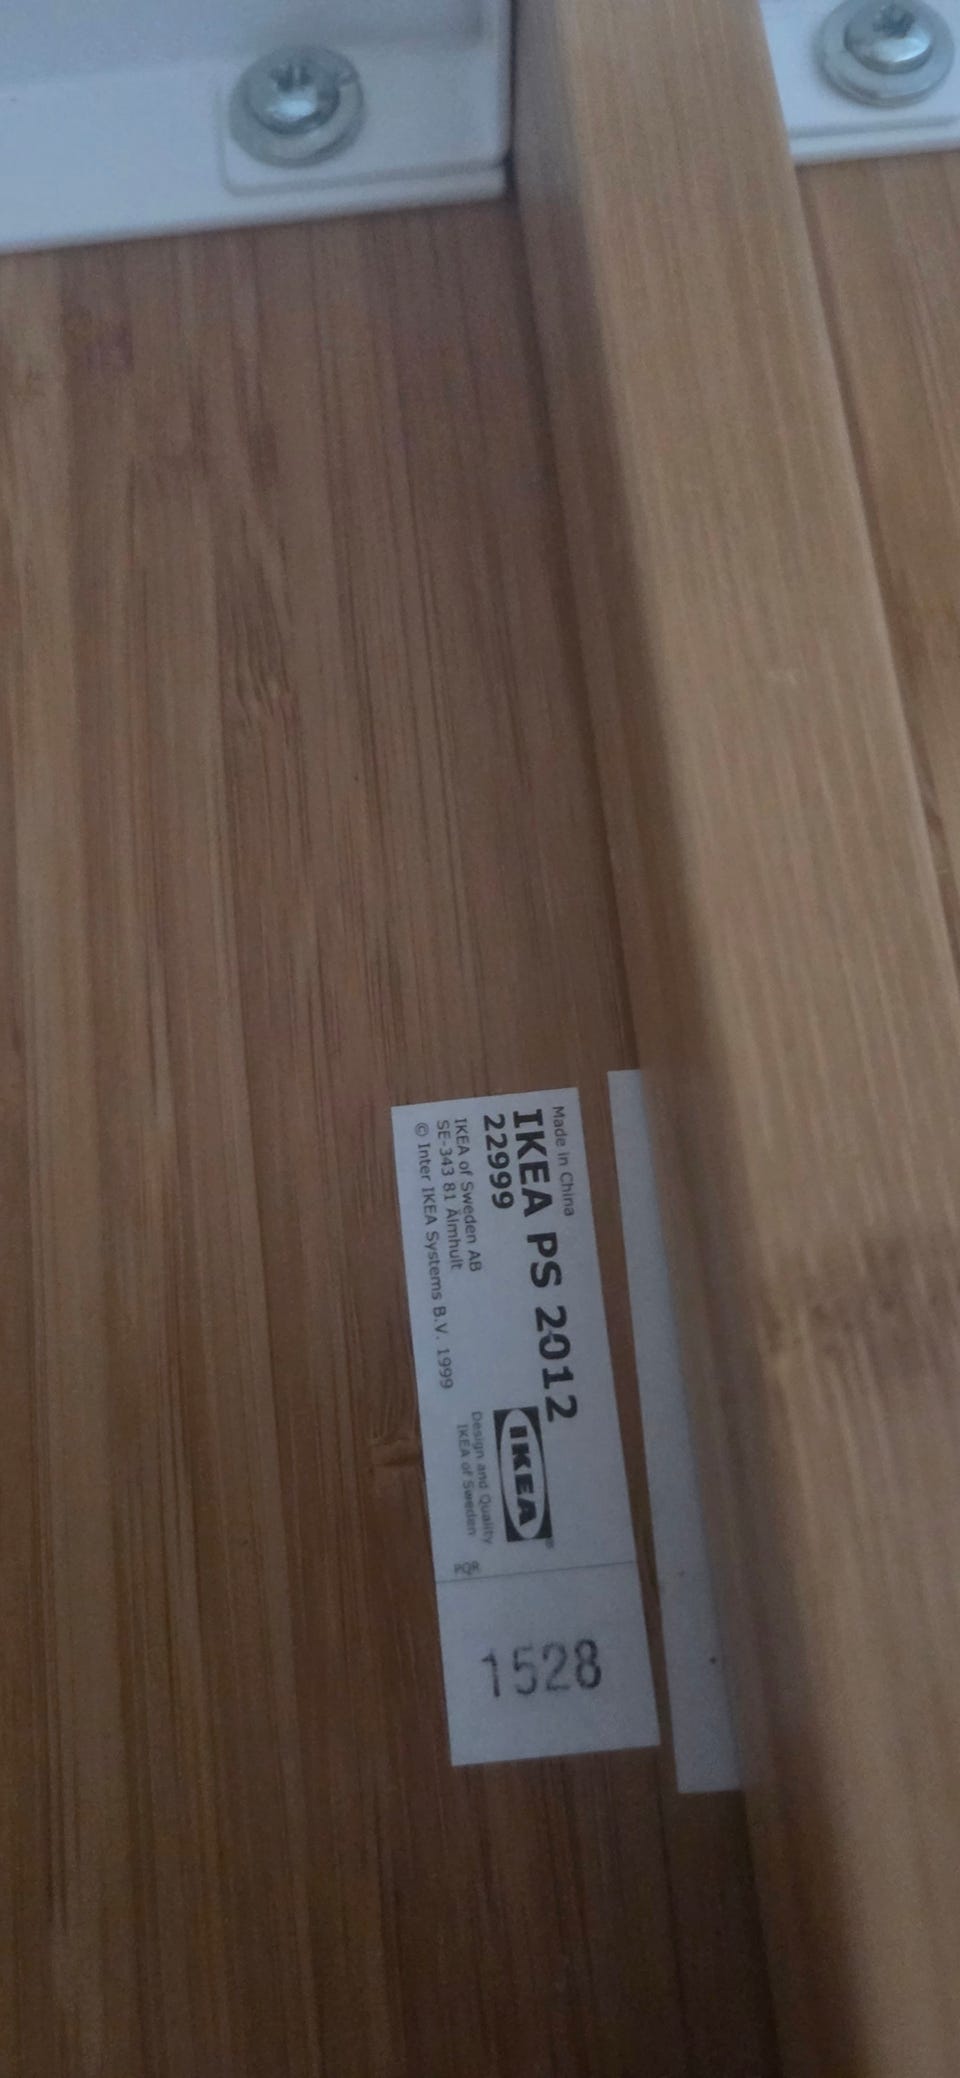 Made in China
IKEA PS 2012
22999
IKEA of Sweden AB
SE-343 81 Älmhult
© Inter IKEA Systems B.V. 1999
IKEA®
Design and Quality
IKEA of Sweden
1528